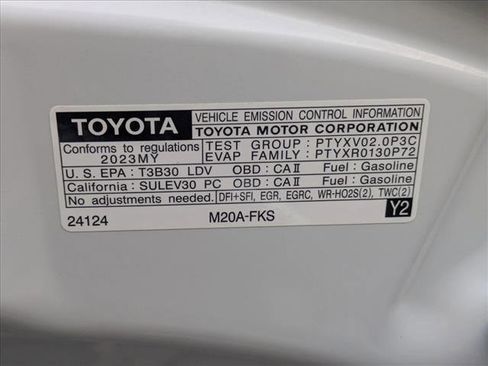 TOYOTA
VEHICLE EMISSION CONTROL INFORMATION
TOYOTA MOTOR CORPORATION
Conforms to regulations
2023MY
TEST GROUP : PTYXV02.0P3C
EVAP FAMILY : PTYXR0130P72
U.S. EPA : T3B30 LDV OBD : CAⅡ Fuel : Gasoline
California : SULEV30 PC OBD : CAⅡ Fuel : Gasoline
No adjustments needed. DFI+SFI, EGR, EGRC, WR-HO2S(2), TWC(2)
24124 M20A-FKS Y2